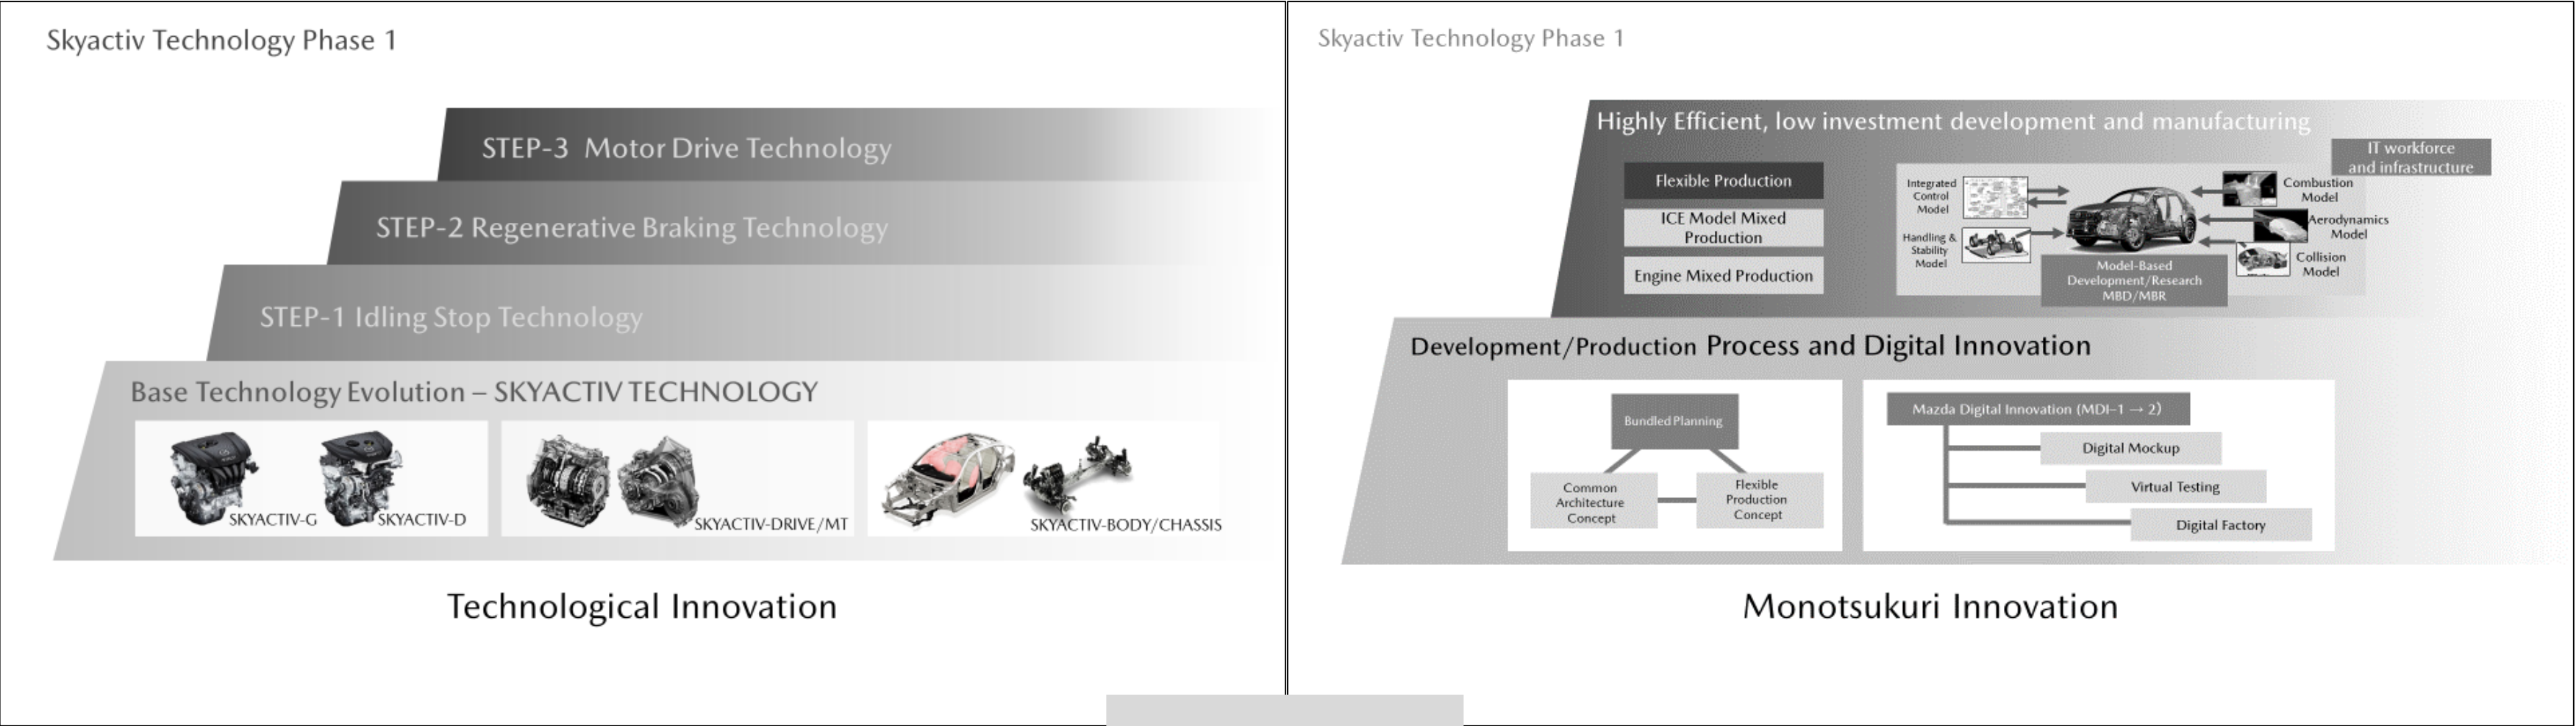 Skyactiv Technology Phase 1
STEP-3 Motor Drive Technology
STEP-2 Regenerative Braking Technology
STEP-1 Idling Stop Technology
Base Technology Evolution – SKYACTIV TECHNOLOGY
SKYACTIV-G
SKYACTIV-D
SKYACTIV-DRIVE/MT
SKYACTIV-BODY/CHASSIS
Technological Innovation
Skyactiv Technology Phase 1
Highly Efficient, low investment development and manufacturing
IT workforce
and infrastructure
Flexible Production
ICE Model Mixed
Production
Engine Mixed Production
Integrated
Control
Model
Handling &
Stability
Model
Combustion
Model
Aerodynamics
Model
Collision
Model
Model-Based
Development/Research
MBD/MBR
Development/Production Process and Digital Innovation
Bundled Planning
Common
Architecture
Concept
Flexible
Production
Concept
Mazda Digital Innovation (MDI–1 → 2)
Digital Mockup
Virtual Testing
Digital Factory
Monotsukuri Innovation